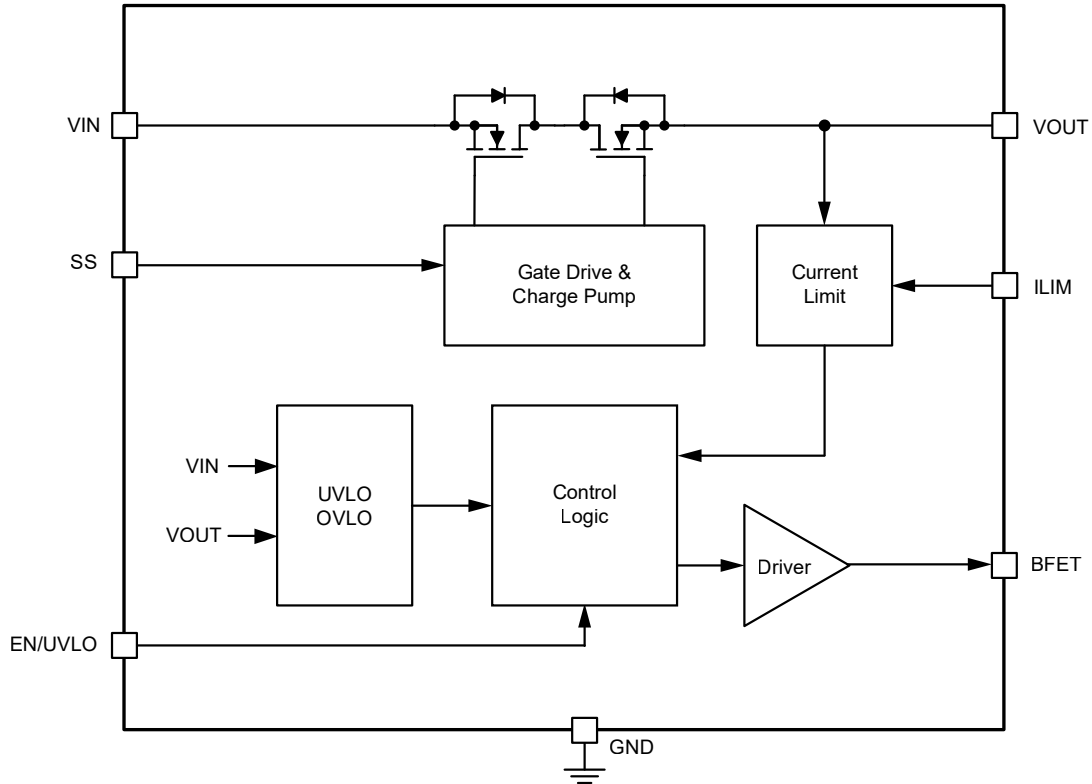 VIN
VOUT
SS
Gate Drive &
Charge Pump
Current
Limit
ILIM
VIN
VOUT
UVLO
OVLO
Control
Logic
Driver
BFET
EN/UVLO
GND